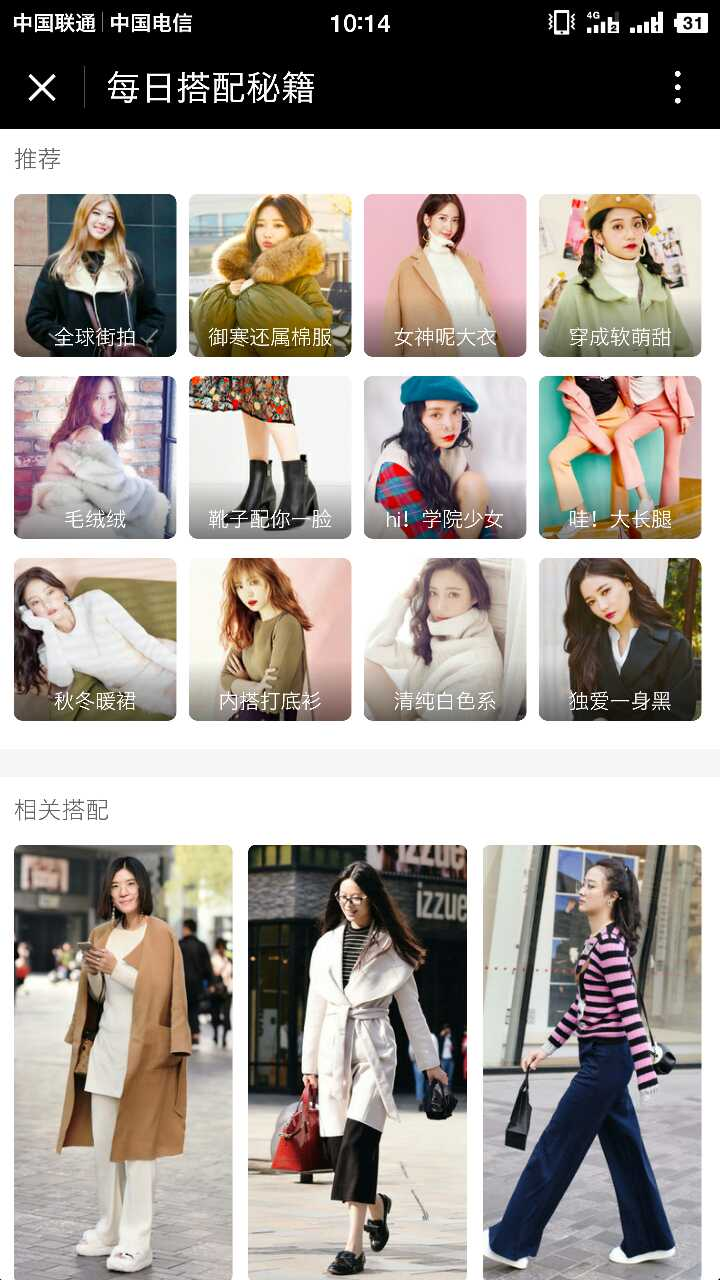 中国联通 中国电信 10:14 4G 2 1 31
每日搭配秘籍
推荐
全球街拍 御寒还属棉服 女神呢大衣 穿成软萌甜
毛绒绒 靴子配你一脸 hi！学院少女 哇！大长腿
秋冬暖裙 内搭打底衫 清纯白色系 独爱一身黑
相关搭配
izzue
izzue